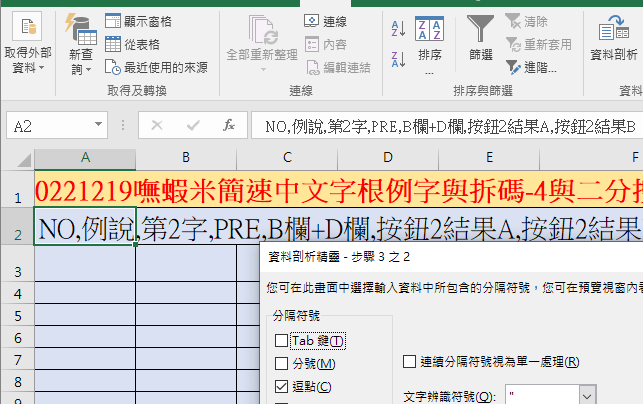 顯示窗格
從表格
最近使用的來源
取得外部
資料
新查
詢
取得及轉換
全部重新整理
連線
內容
編輯連結
連線
排序
...
篩選
清除
重新套用
進階...
排序與篩選
資料剖析
資料
A2
fx
NO,例說,第2字,PRE,B欄+D欄,按鈕2結果A,按鈕2結果B
A B C D E F
1 0221219嘸蝦米簡速中文字根例字與拆碼-4與二分
2 NO,例說,第2字,PRE,B欄+D欄,按鈕2結果A,按鈕2結果
3
資料剖析精靈 - 步驟 3 之 2
4
您可在此畫面中選擇輸入資料中所包含的分隔符號，您可在預覽視窗內
5
分隔符號
6
Tab 鍵(T)
7
分號(M)
連續分隔符號視為單一處理(R)
8
逗點(C)
文字辨識符號(Q): "
9